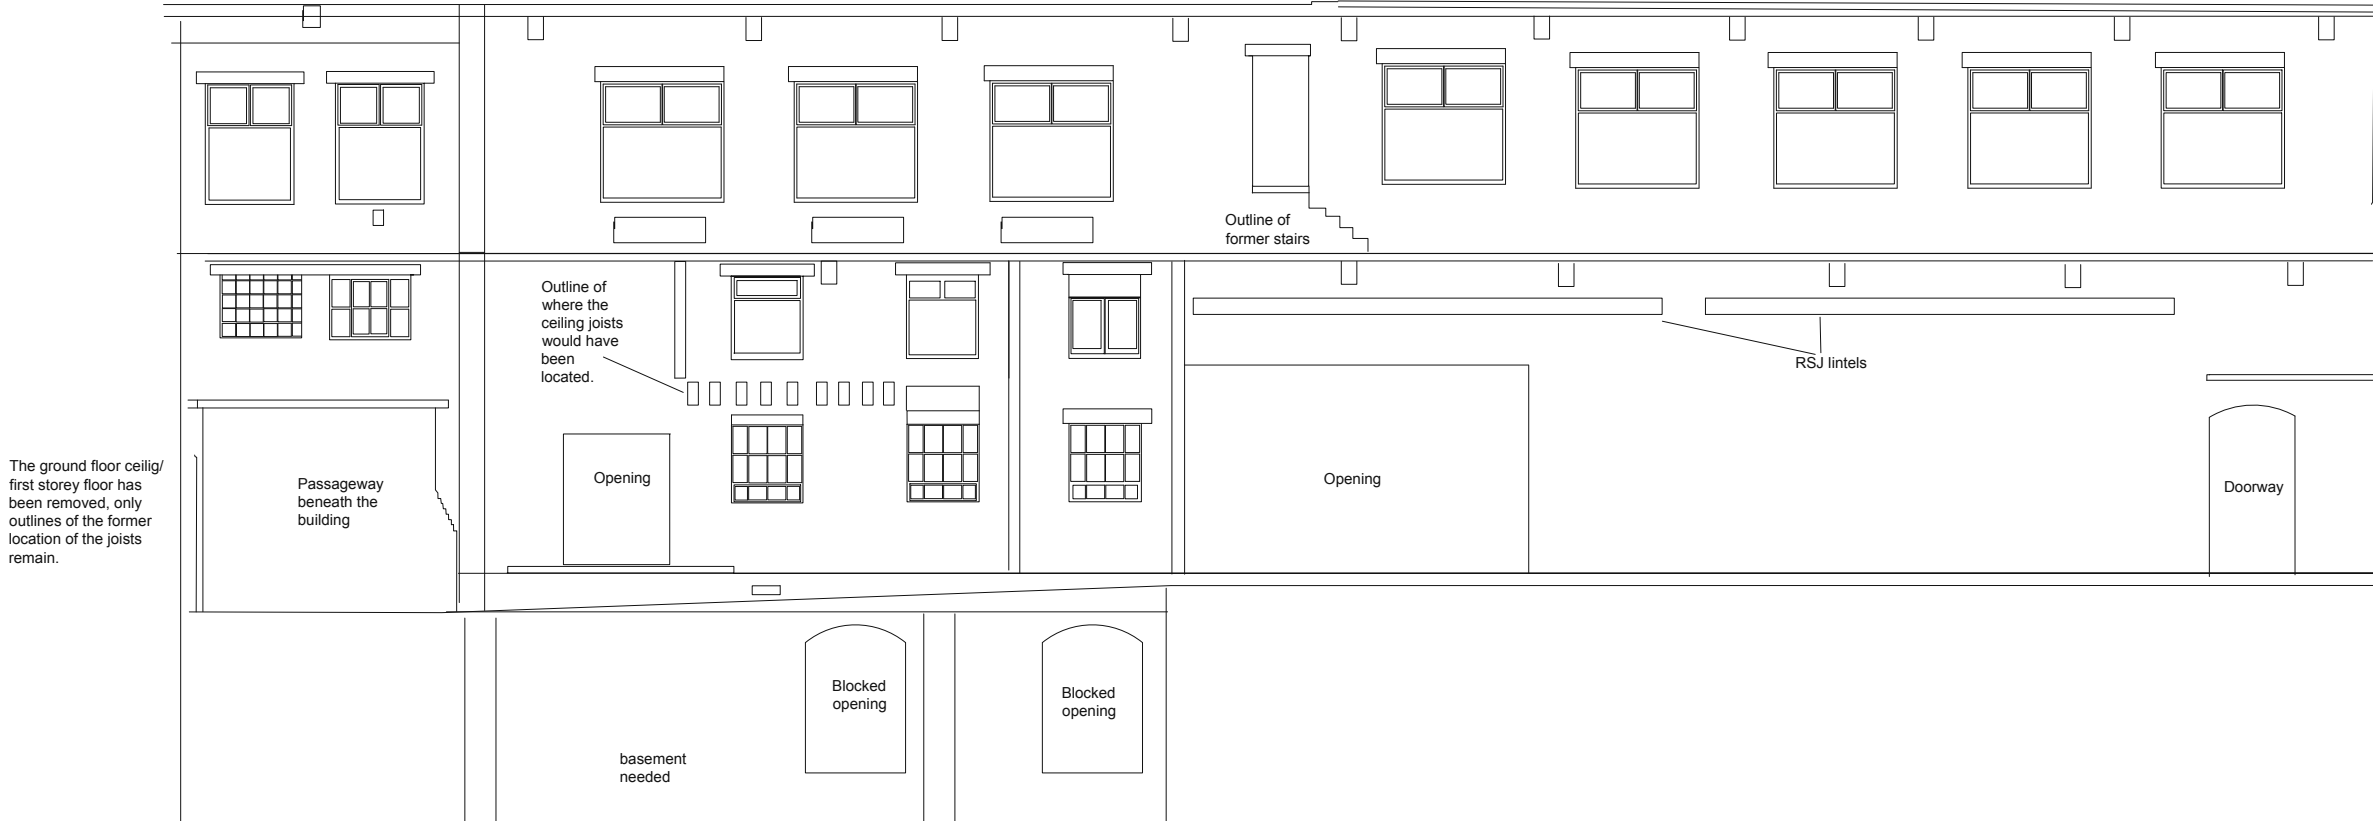 Outline of
former stairs
Outline of
where the
ceiling joists
would have
been
located.
RSJ lintels
The ground floor ceilig/
first storey floor has
been removed, only
outlines of the former
location of the joists
remain.
Passageway
beneath the
building
Opening
Opening
Doorway
Blocked
opening
Blocked
opening
basement
needed